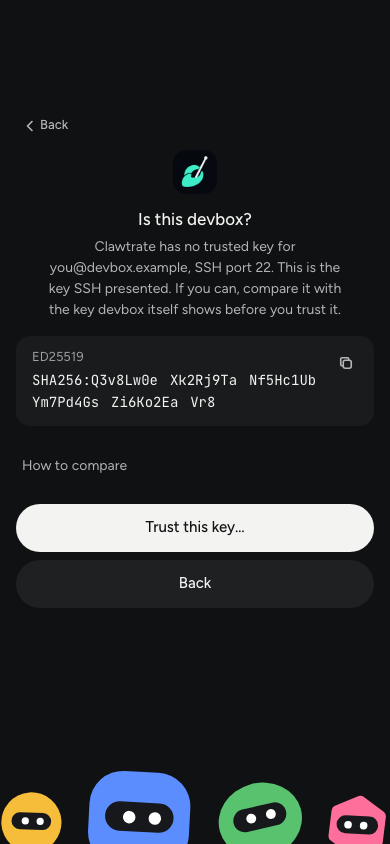 Back
Is this devbox?
Clawtrate has no trusted key for
you@devbox.example, SSH port 22. This is the
key SSH presented. If you can, compare it with
the key devbox itself shows before you trust it.
ED25519
SHA256:Q3v8Lw0e Xk2Rj9Ta Nf5Hc1Ub
Ym7Pd4Gs Zi6Ko2Ea Vr8
How to compare
Trust this key…
Back